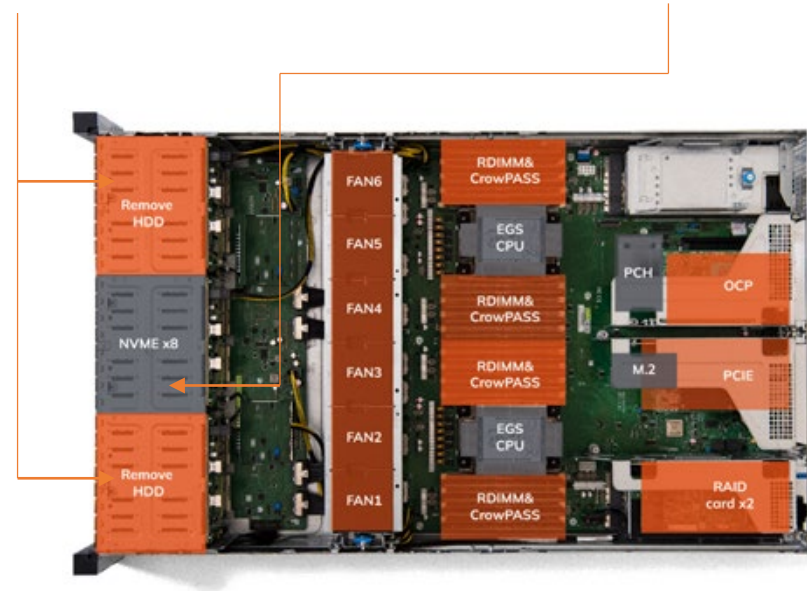 Remove
HDD
NVME x8
Remove
HDD
FAN6
FAN5
FAN4
FAN3
FAN2
FAN1
RDIMM&
CrowPASS
EGS
CPU
RDIMM&
CrowPASS
RDIMM&
CrowPASS
EGS
CPU
RDIMM&
CrowPASS
PCH
OCP
M.2
PCIE
RAID
card x2